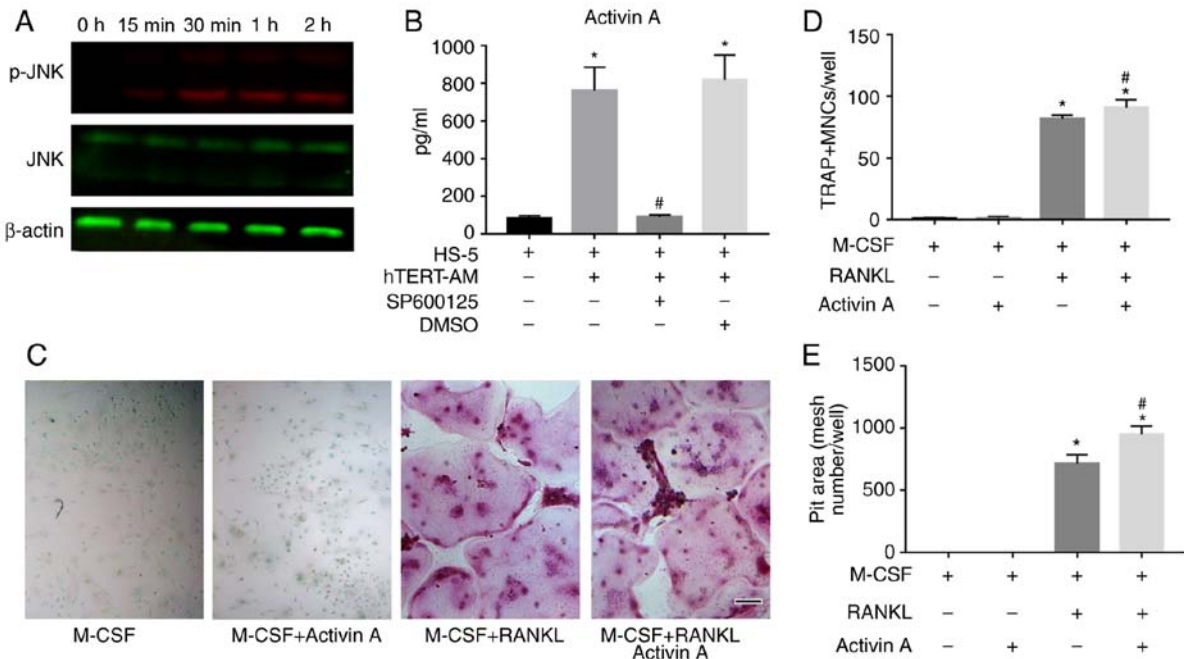 A
0 h 15 min 30 min 1 h 2 h
p-JNK
JNK
β-actin
B
Activin A
pg/ml
1000
800
600
400
200
0
* # *
HS-5 + + + +
hTERT-AM − + + +
SP600125 − − + −
DMSO − − − +
C
M-CSF
M-CSF+Activin A
M-CSF+RANKL
M-CSF+RANKL
Activin A
D
TRAP+MNCs/well
150
100
50
0
#
* *
M-CSF + + + +
RANKL − − + +
Activin A − + − +
E
Pit area (mesh
number/well)
1500
1000
500
0
#
* *
M-CSF + + + +
RANKL − − + +
Activin A − + − +